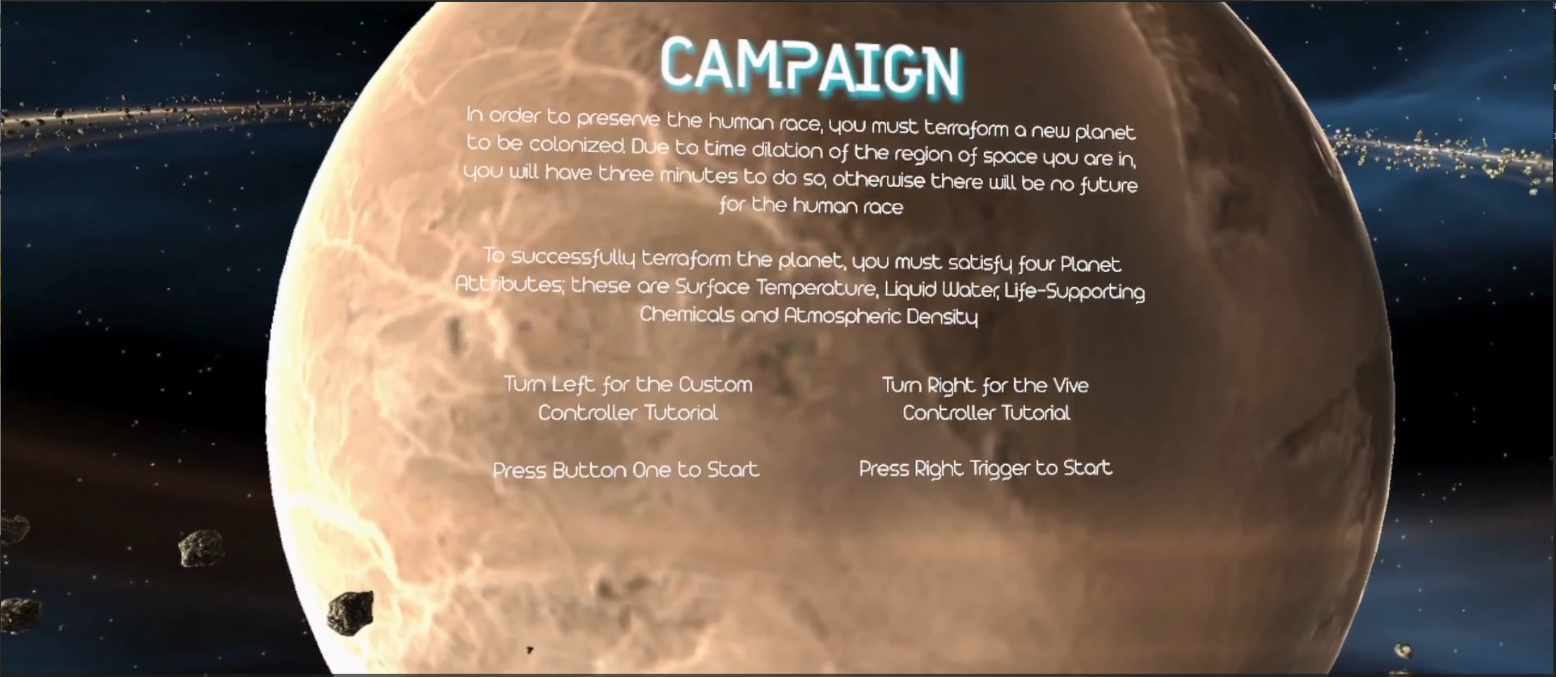 CAMPAIGN
In order to preserve the human race, you must terraform a new planet
to be colonized. Due to time dilation of the region of space you are in,
you will have three minutes to do so, otherwise there will be no future
for the human race
To successfully terraform the planet, you must satisfy four Planet
Attributes; these are Surface Temperature, Liquid Water, Life-Supporting
Chemicals and Atmospheric Density
Turn Left for the Custom
Controller Tutorial
Press Button One to Start
Turn Right for the Vive
Controller Tutorial
Press Right Trigger to Start